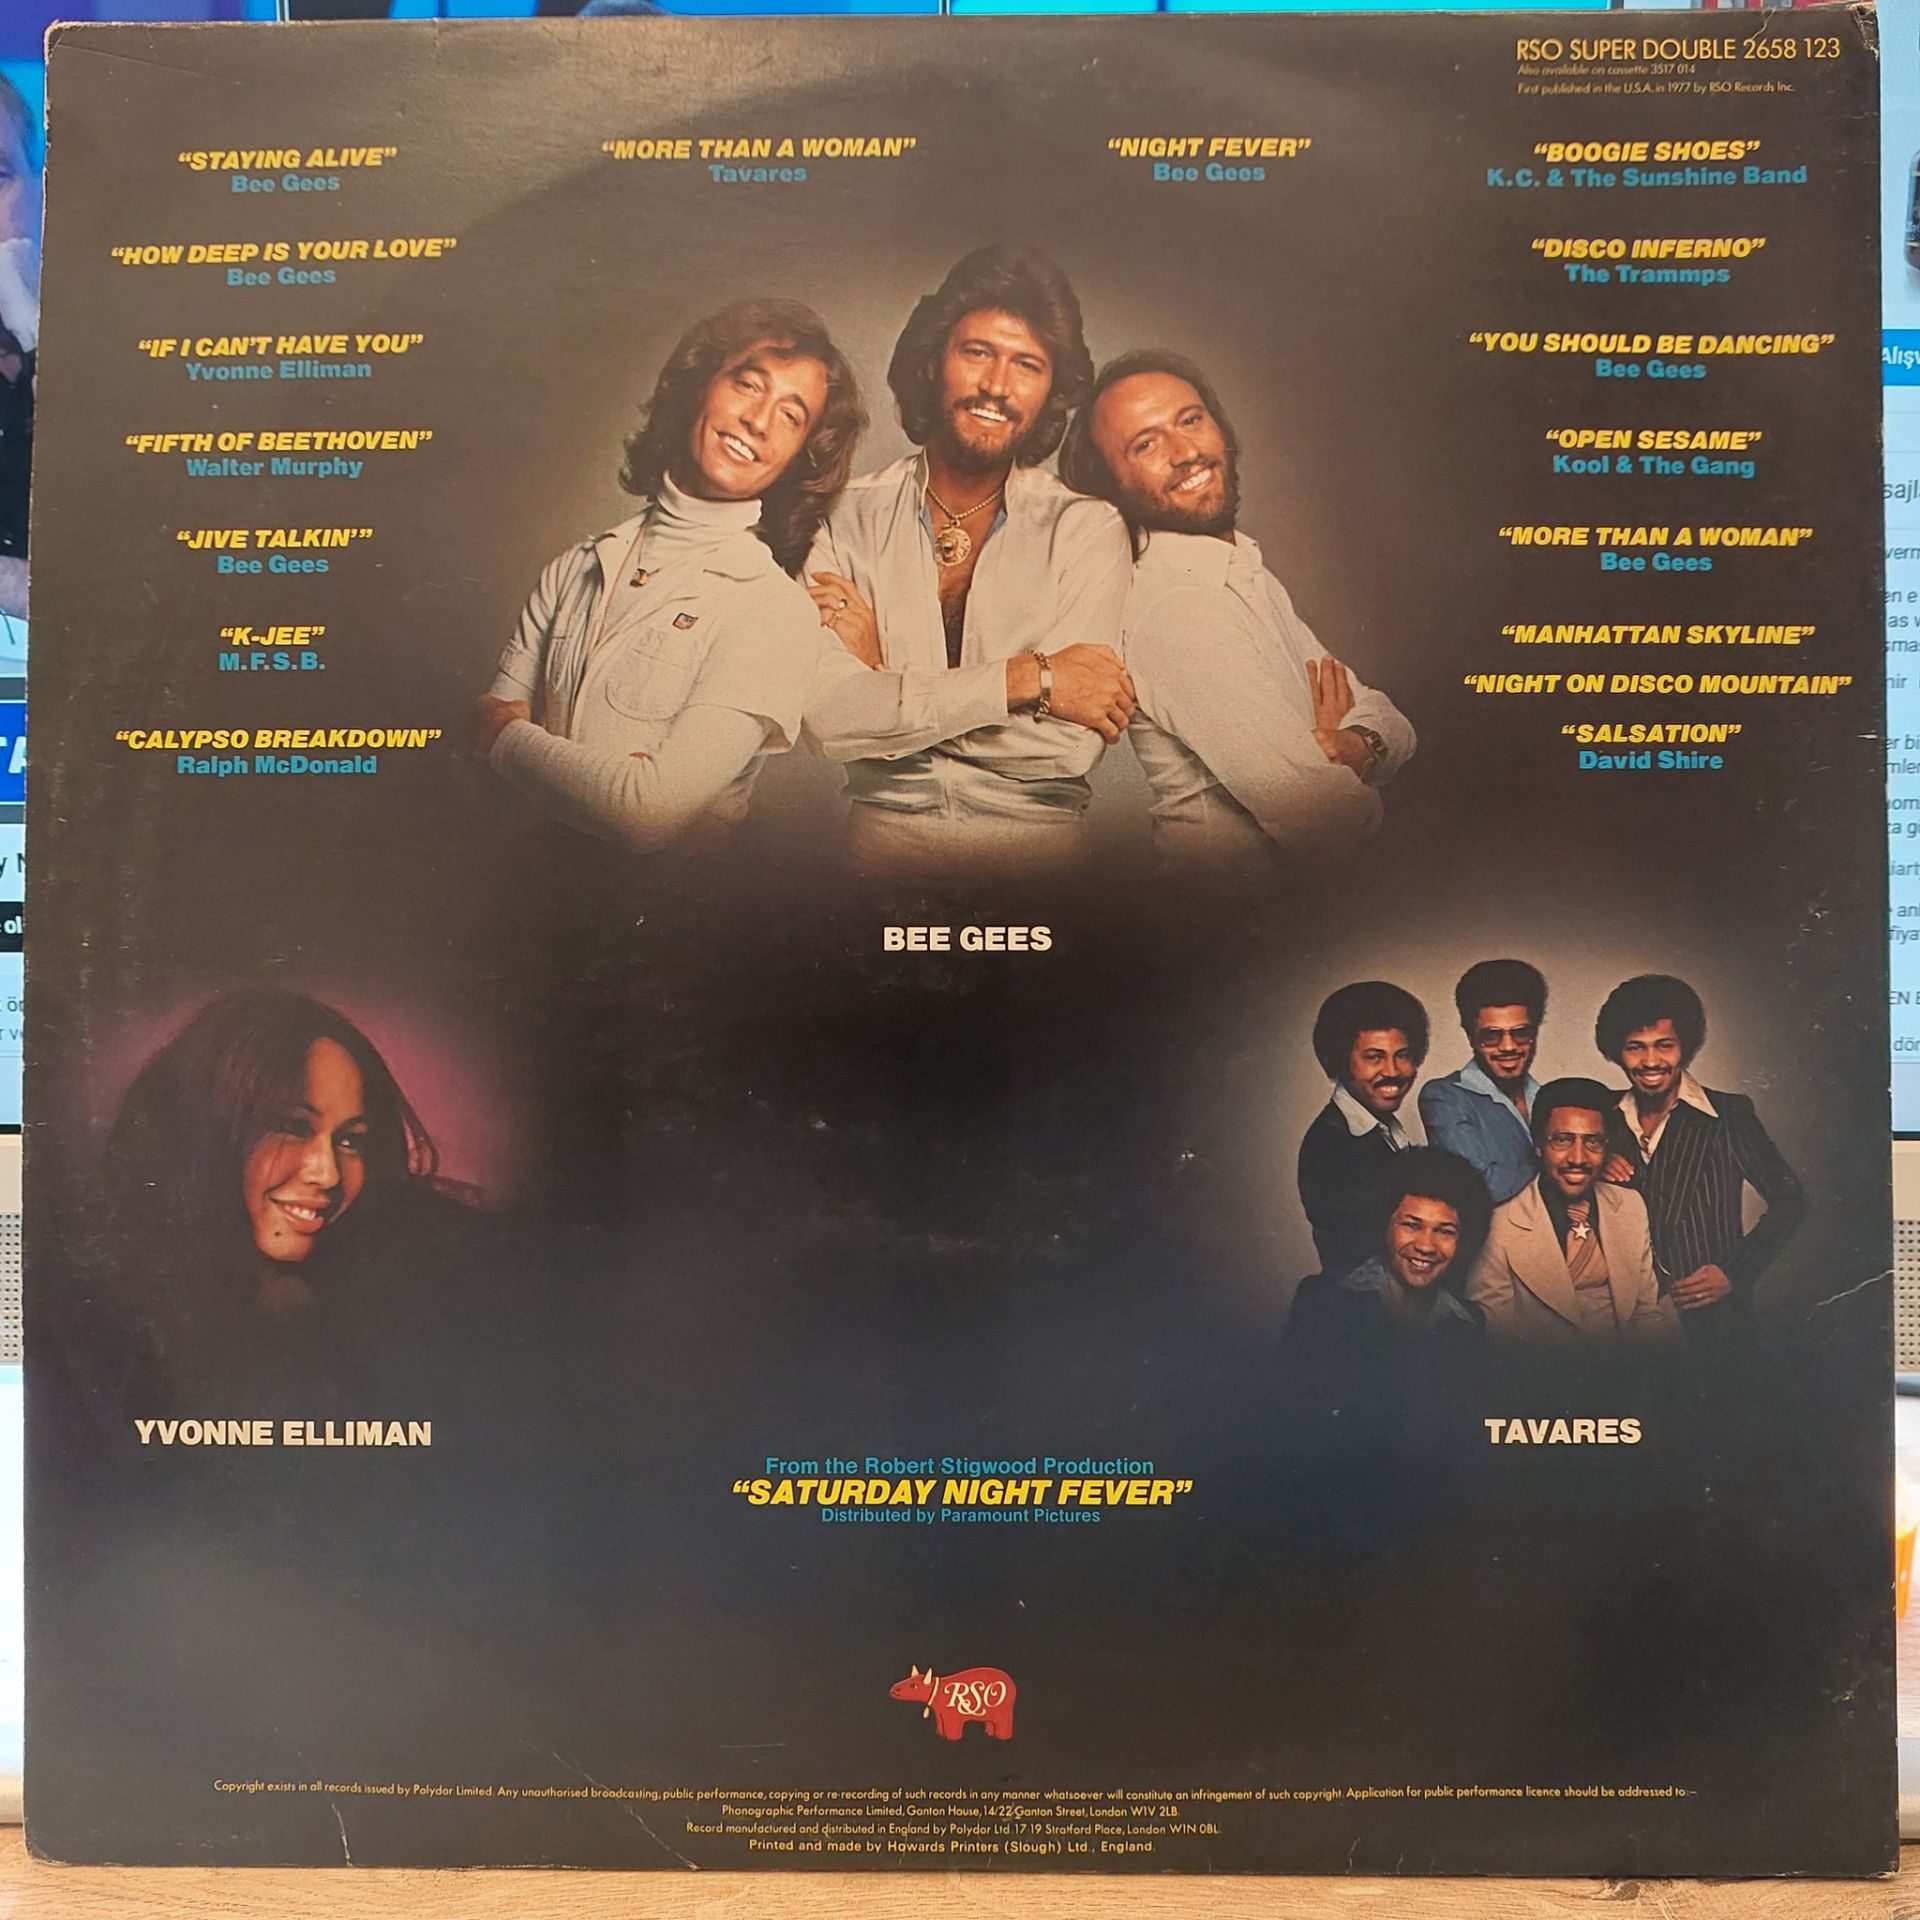 RSO SUPER DOUBLE 2658 123
Also available on cassette 3517 014
First published in the U.S.A. in 1977 by RSO Records Inc.
“STAYING ALIVE”
Bee Gees
“HOW DEEP IS YOUR LOVE”
Bee Gees
“IF I CAN'T HAVE YOU”
Yvonne Elliman
“FIFTH OF BEETHOVEN”
Walter Murphy
“JIVE TALKIN'”
Bee Gees
“K-JEE”
M.F.S.B.
“CALYPSO BREAKDOWN”
Ralph McDonald
“MORE THAN A WOMAN”
Tavares
“NIGHT FEVER”
Bee Gees
“BOOGIE SHOES”
K.C. & The Sunshine Band
“DISCO INFERNO”
The Trammps
“YOU SHOULD BE DANCING”
Bee Gees
“OPEN SESAME”
Kool & The Gang
“MORE THAN A WOMAN”
Bee Gees
“MANHATTAN SKYLINE”
“NIGHT ON DISCO MOUNTAIN”
“SALSATION”
David Shire
BEE GEES
YVONNE ELLIMAN
TAVARES
From the Robert Stigwood Production
“SATURDAY NIGHT FEVER”
Distributed by Paramount Pictures
RSO
Copyright exists in all records issued by Polydor Limited. Any unauthorised broadcasting, public performance, copying or re-recording of such records in any manner whatsoever will constitute an infringement of such copyright. Application for public performance licence should be addressed to:–
Phonographic Performance Limited, Ganton House, 14/22 Ganton Street, London W1V 2LB.
Record manufactured and distributed in England by Polydor Ltd. 17-19 Stratford Place, London W1N 0BL.
Printed and made by Howards Printers (Slough) Ltd., England.